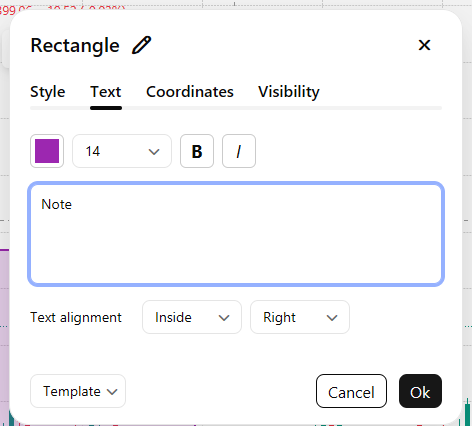 Rectangle
Style Text Coordinates Visibility
14 B I
Note
Text alignment Inside Right
Template Cancel Ok